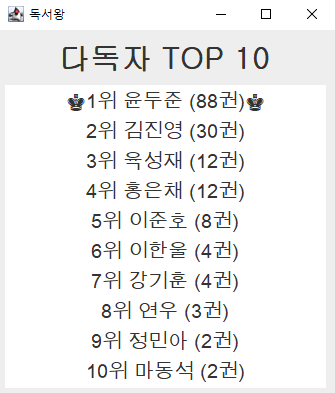 독서왕
다독자 TOP 10
♚1위 윤두준 (88권)♚
2위 김진영 (30권)
3위 육성재 (12권)
4위 홍은채 (12권)
5위 이준호 (8권)
6위 이한울 (4권)
7위 강기훈 (4권)
8위 연우 (3권)
9위 정민아 (2권)
10위 마동석 (2권)